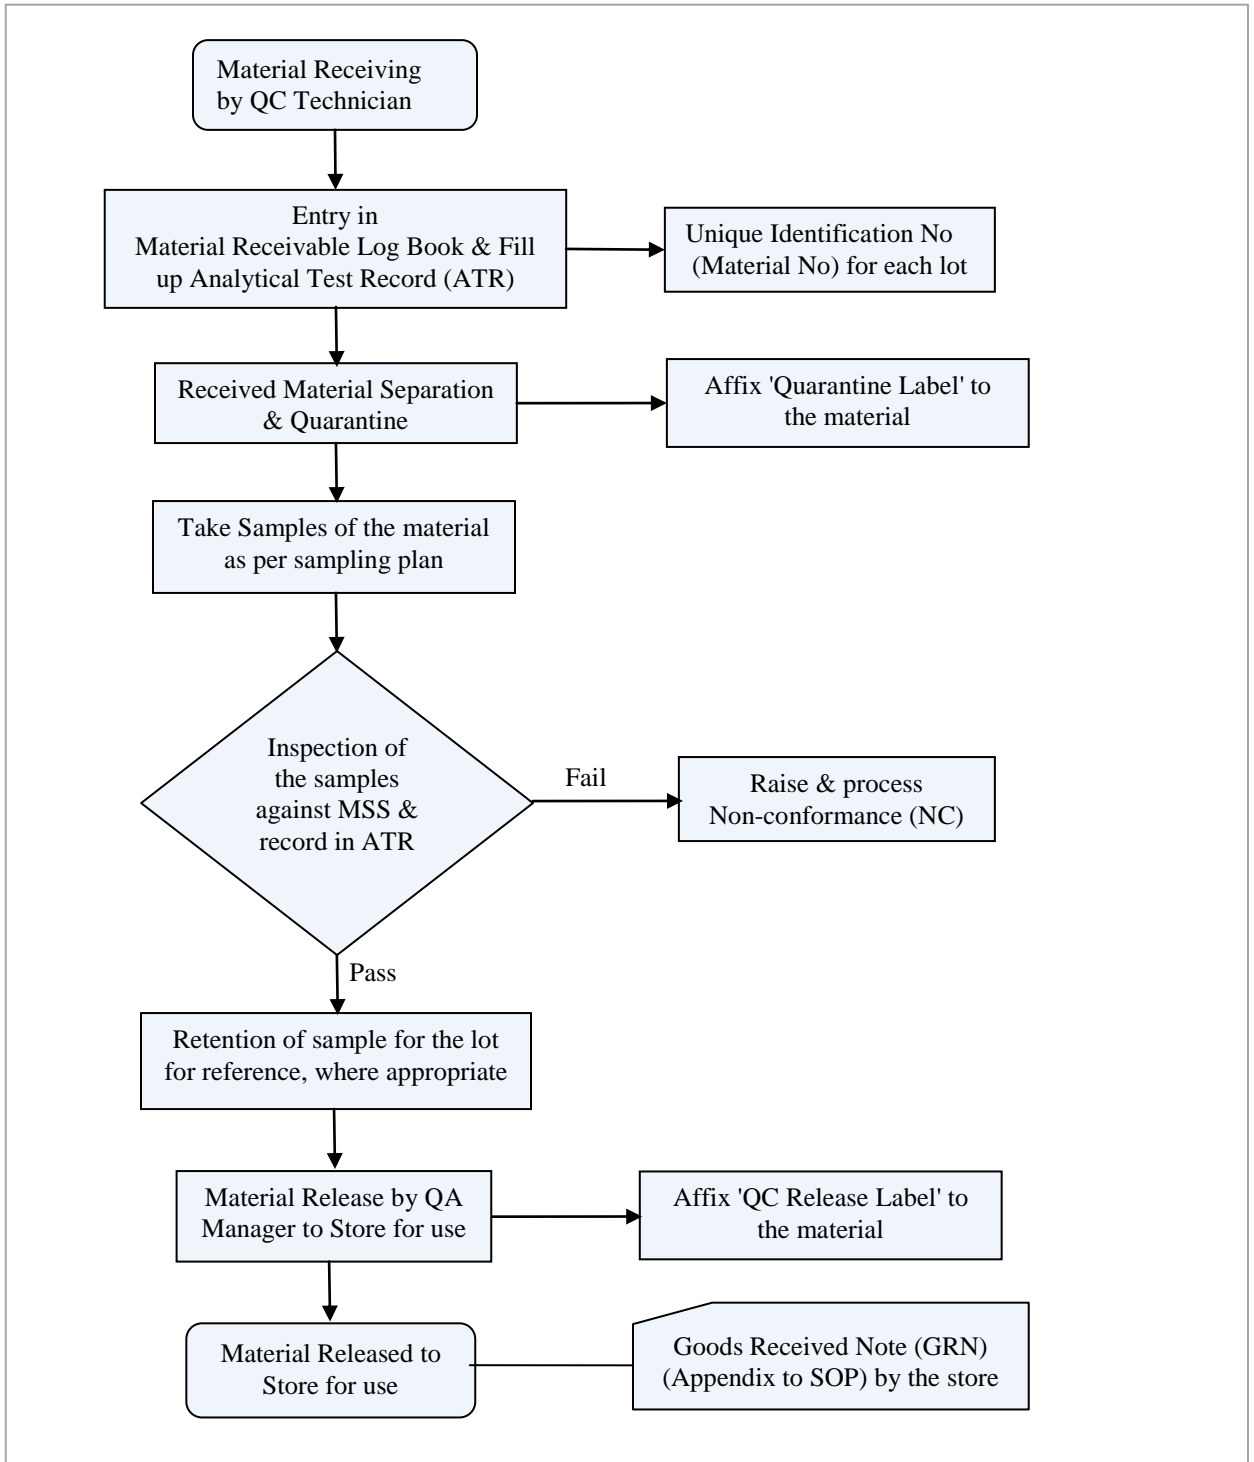 Material Receiving
by QC Technician
Entry in
Material Receivable Log Book & Fill
up Analytical Test Record (ATR)
Unique Identification No
(Material No) for each lot
Received Material Separation
& Quarantine
Affix 'Quarantine Label' to
the material
Take Samples of the material
as per sampling plan
Inspection of
the samples
against MSS &
record in ATR
Fail
Raise & process
Non-conformance (NC)
Pass
Retention of sample for the lot
for reference, where appropriate
Material Release by QA
Manager to Store for use
Affix 'QC Release Label' to
the material
Material Released to
Store for use
Goods Received Note (GRN)
(Appendix to SOP) by the store